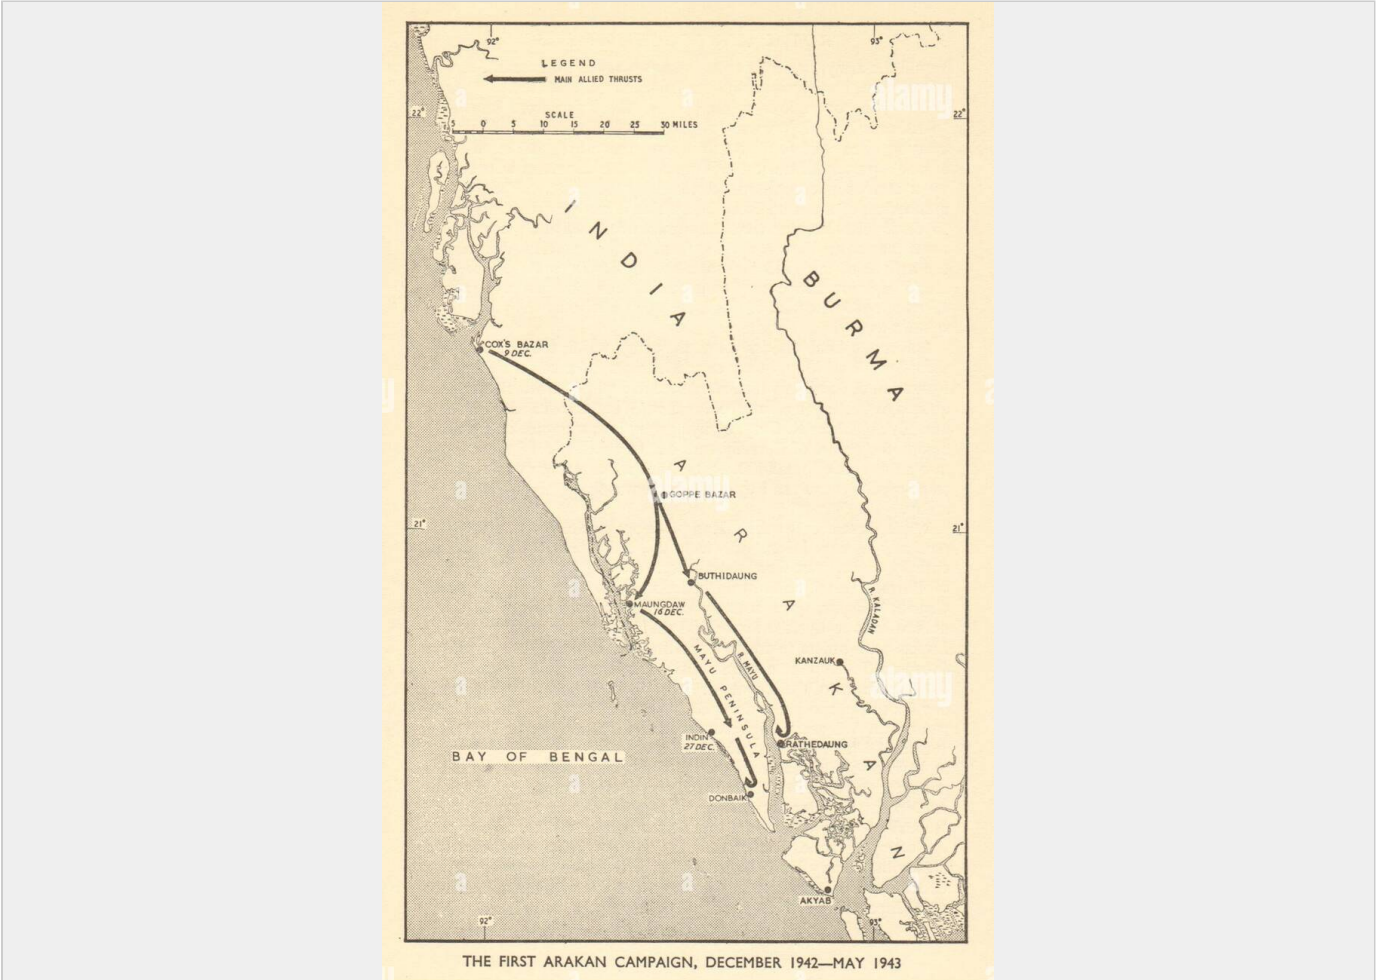 92°
93°
LEGEND
MAIN ALLIED THRUSTS
alamy
22°
22°
SCALE
5 0 5 10 15 20 25 30 MILES
INDIA
BURMA
COX'S BAZAR
9 DEC.
GOPPE BAZAR
alamy
21°
21°
ARAKAN
BUTHIDAUNG
MAUNGDAW
16 DEC.
R. KALADAN
MAYU PENINSULA
R. MAYU
KANZAUK
alamy
INDIN
27 DEC.
RATHEDAUNG
BAY OF BENGAL
DONBAIK
AKYAB
92°
93°
THE FIRST ARAKAN CAMPAIGN, DECEMBER 1942—MAY 1943